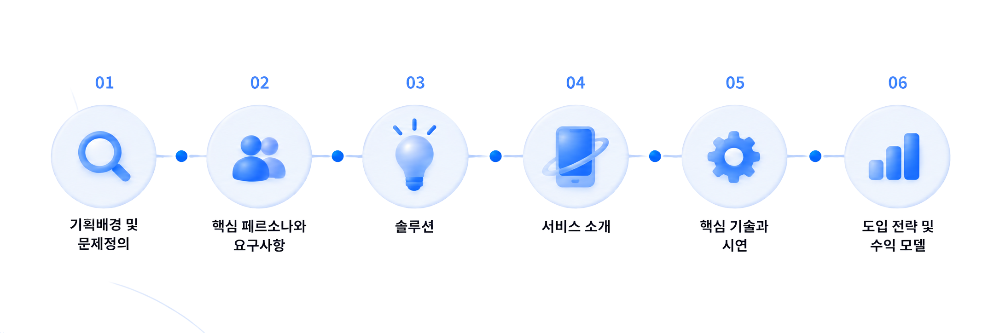 01
기획배경 및
문제정의
02
핵심 페르소나와
요구사항
03
솔루션
04
서비스 소개
05
핵심 기술과
시연
06
도입 전략 및
수익 모델